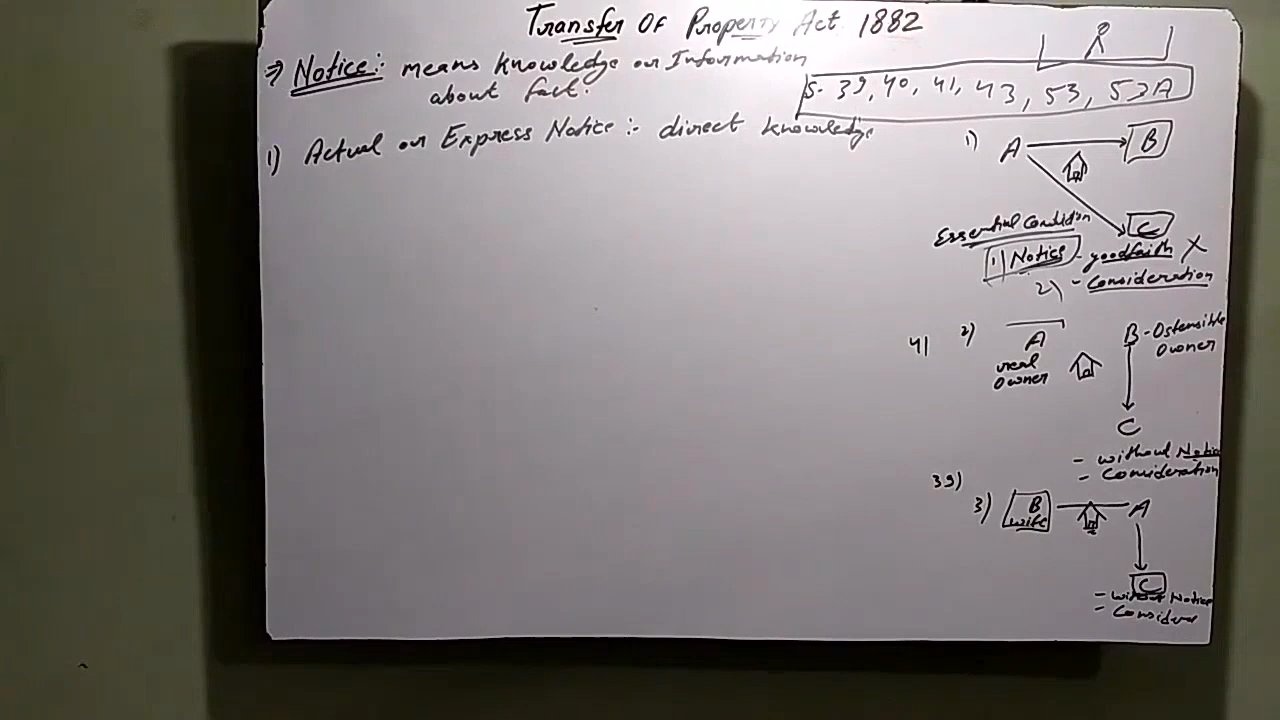 Transfer Of Property Act 1882
⇒ Notice :- means knowledge or Information
about fact.
S. 39, 40, 41, 43, 53, 53A
1) Actual or Express Notice :- direct knowledge
1) A B
C
Essential Condition
1) Notice - goodfaith X
2) - Consideration
41 2) A B - Ostensible
real Owner
Owner
C
- without Notice
- Consideration
39)
3) B A
wife
C
- without Notice
- Consider